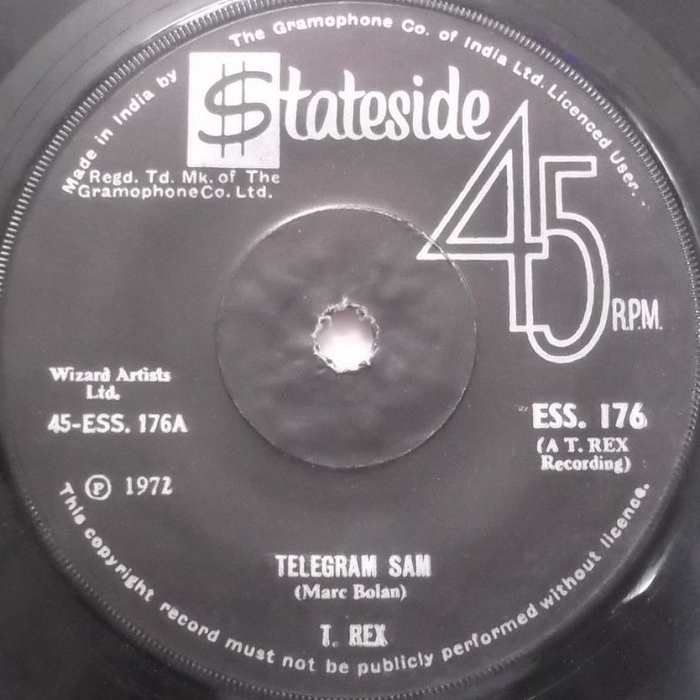 Made in India by The Gramophone Co. of India Ltd. Licenced User..
$tateside
Regd. Td. Mk. of The
Gramophone Co. Ltd.
45 R.P.M.
Wizard Artists
Ltd.
45-ESS. 176A
ESS. 176
(A T. REX
Recording)
Ⓟ 1972
TELEGRAM SAM
(Marc Bolan)
T. REX
This copyright record must not be publicly performed without licence.